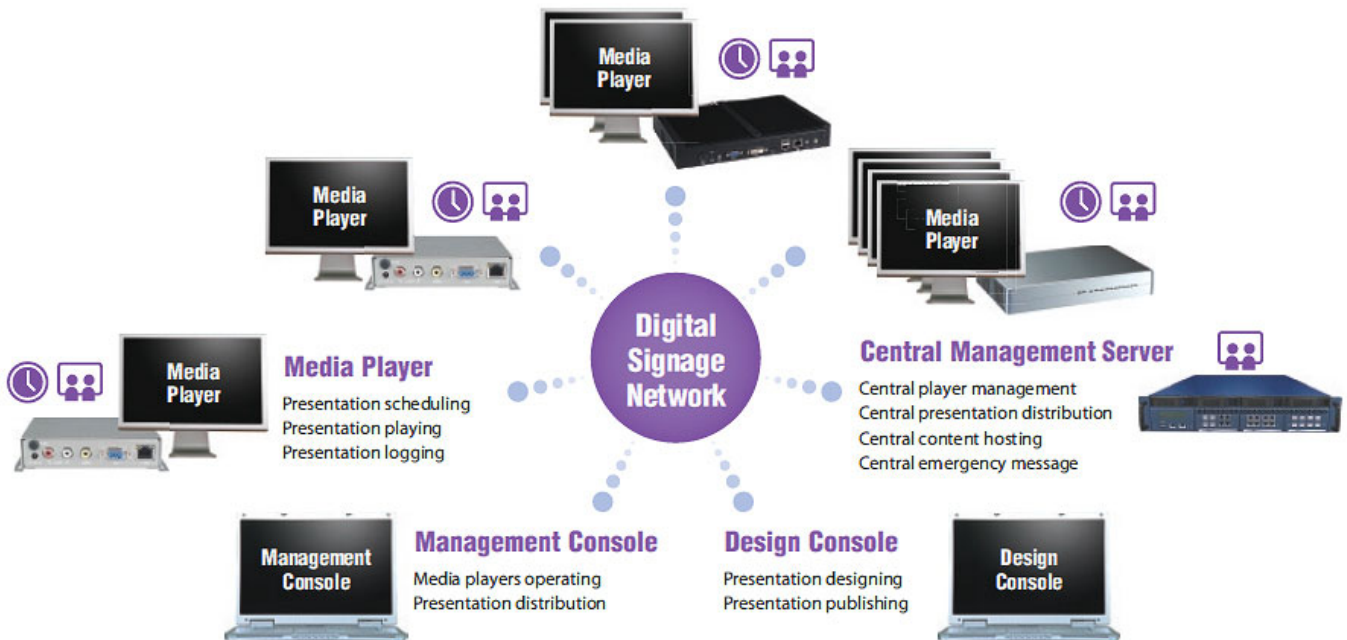 Media
Player
Media
Player
Media
Player
Digital
Signage
Network
Media
Player
Media Player
Presentation scheduling
Presentation playing
Presentation logging
Central Management Server
Central player management
Central presentation distribution
Central content hosting
Central emergency message
Management
Console
Management Console
Media players operating
Presentation distribution
Design Console
Presentation designing
Presentation publishing
Design
Console